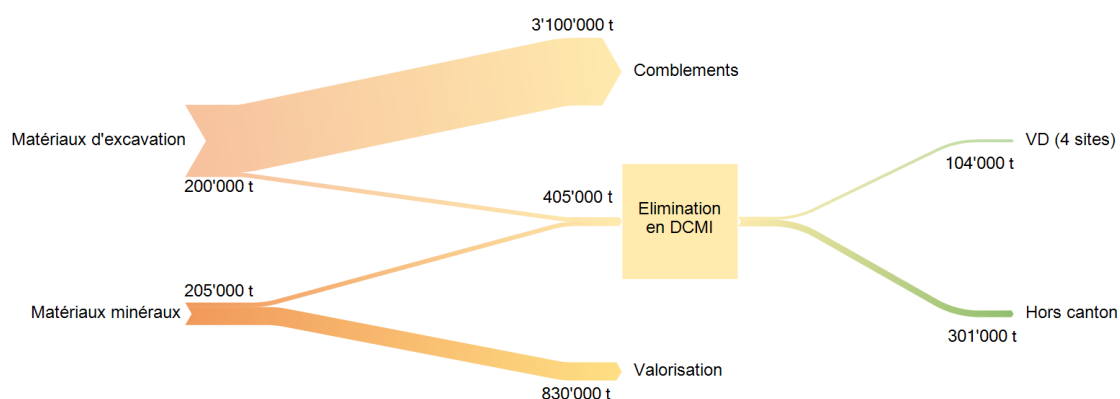 3'100'000 t
Comblements
Matériaux d'excavation
200'000 t
405'000 t
Elimination
en DCMI
VD (4 sites)
104'000 t
205'000 t
Matériaux minéraux
Hors canton
301'000 t
Valorisation
830'000 t